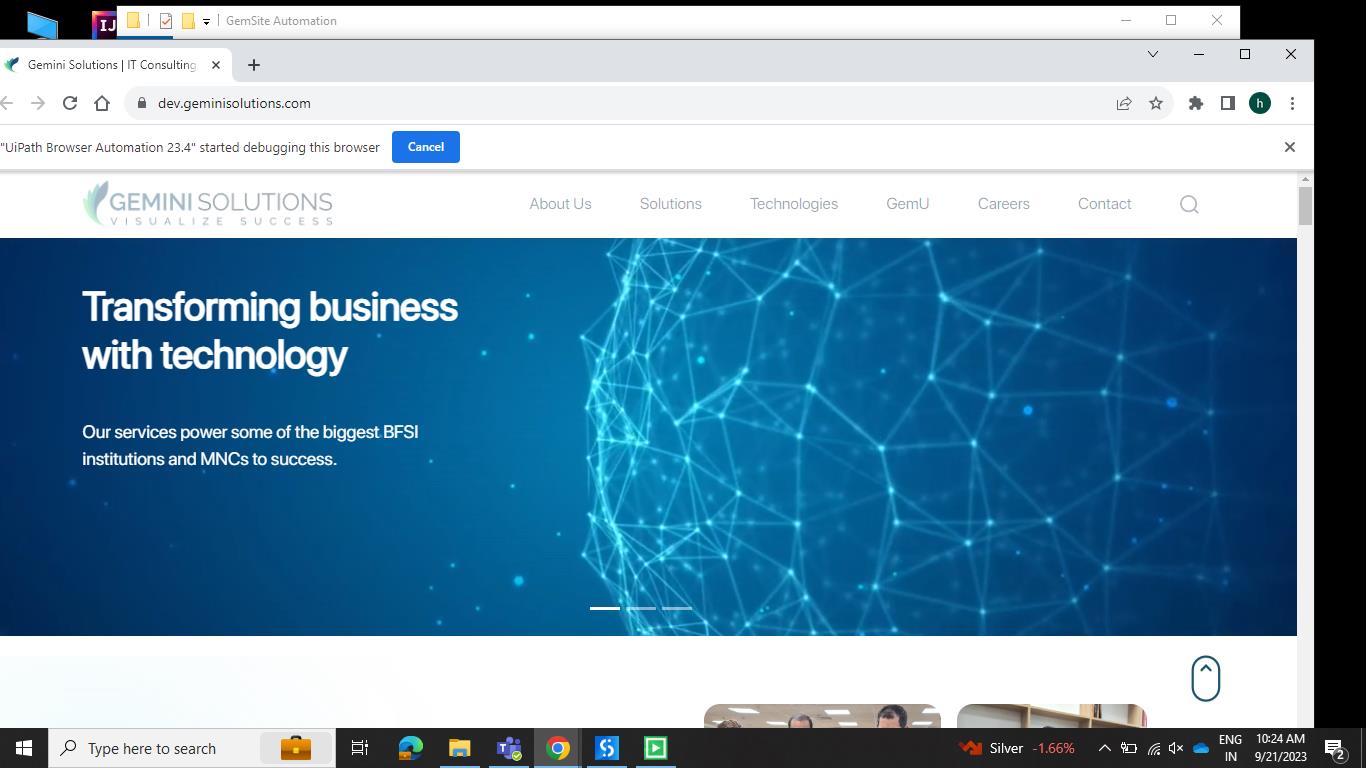 IJ
GemSite Automation
Gemini Solutions | IT Consulting
dev.geminisolutions.com
h
"UiPath Browser Automation 23.4" started debugging this browser
Cancel
GEMINI SOLUTIONS
VISUALIZE SUCCESS
About Us
Solutions
Technologies
GemU
Careers
Contact
Transforming business
with technology
Our services power some of the biggest BFSI
institutions and MNCs to success.
Type here to search
Silver -1.66%
ENG
IN
10:24 AM
9/21/2023
2